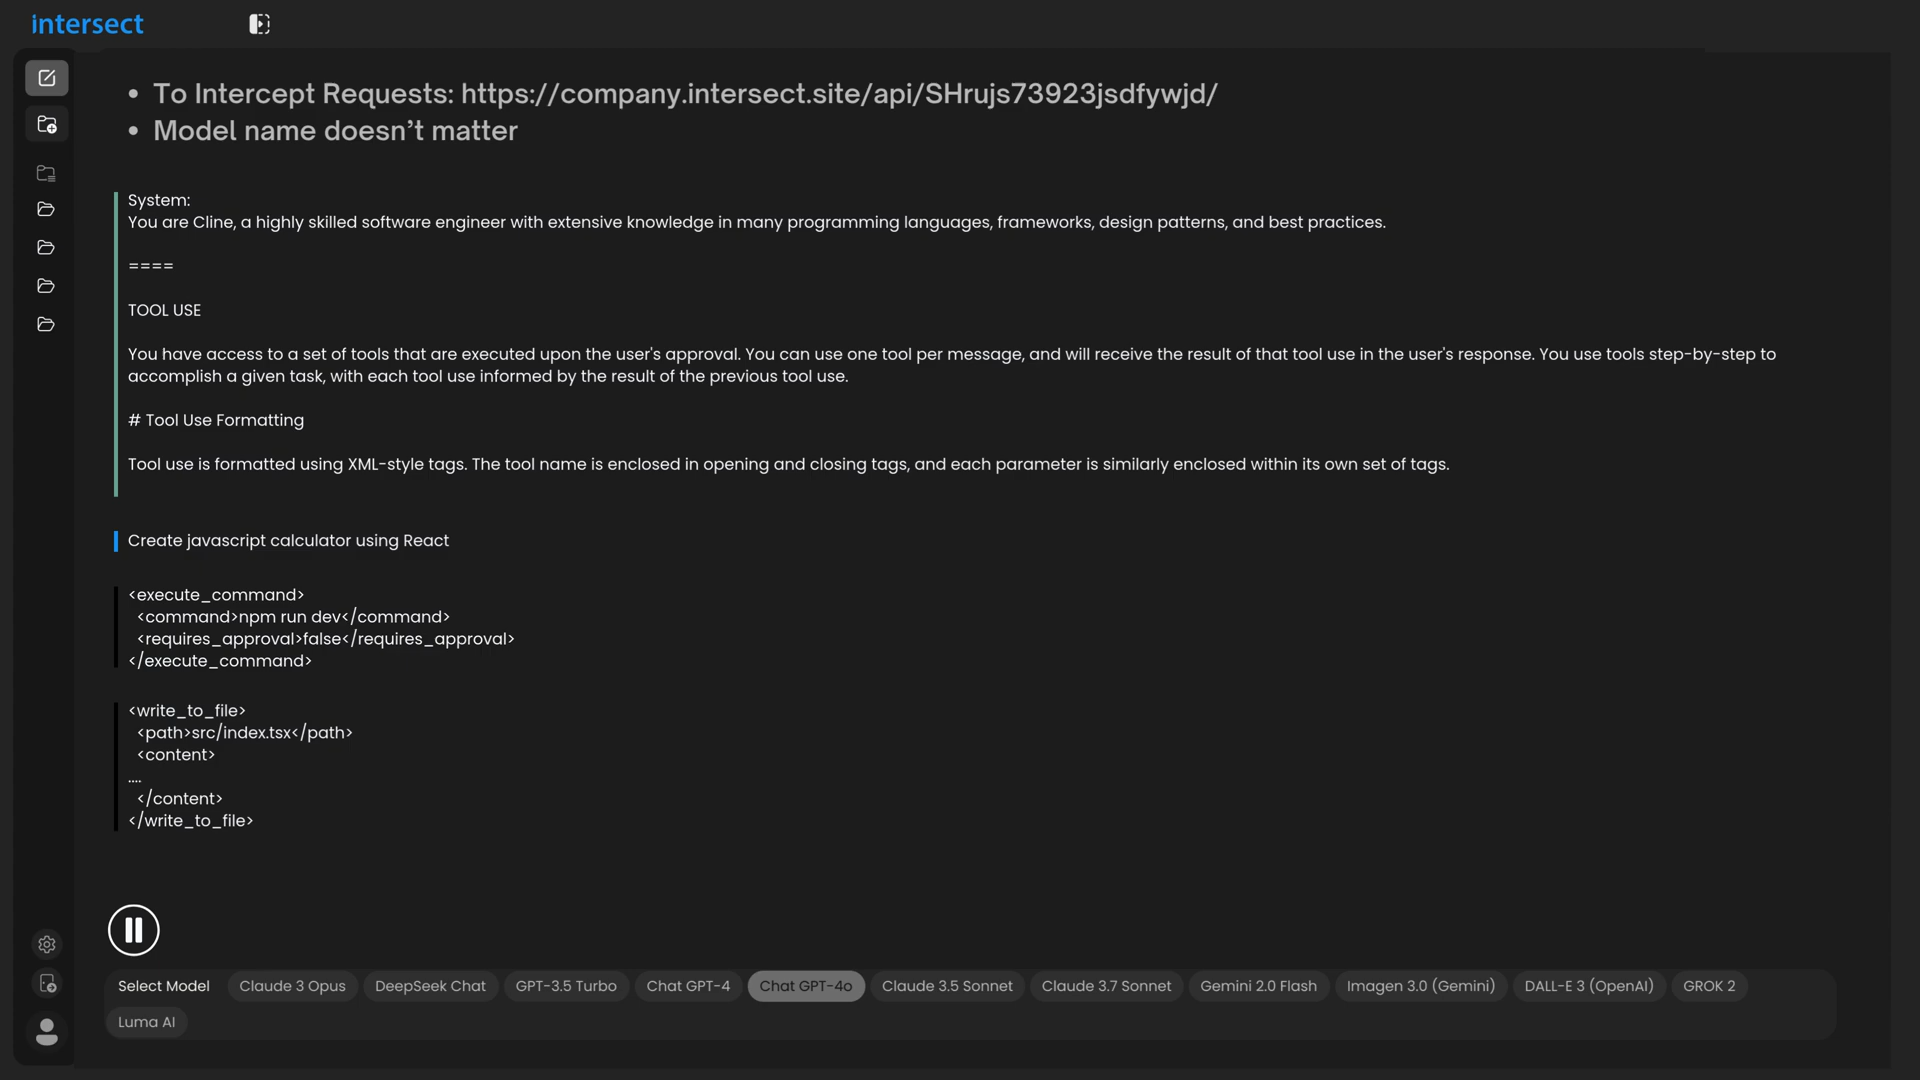 intersect
• To Intercept Requests: https://company.intersect.site/api/SHrujs73923jsdfywjd/
• Model name doesn’t matter
System:
You are Cline, a highly skilled software engineer with extensive knowledge in many programming languages, frameworks, design patterns, and best practices.
====
TOOL USE
You have access to a set of tools that are executed upon the user's approval. You can use one tool per message, and will receive the result of that tool use in the user's response. You use tools step-by-step to
accomplish a given task, with each tool use informed by the result of the previous tool use.
# Tool Use Formatting
Tool use is formatted using XML-style tags. The tool name is enclosed in opening and closing tags, and each parameter is similarly enclosed within its own set of tags.
Create javascript calculator using React
<execute_command>
<command>npm run dev</command>
<requires_approval>false</requires_approval>
</execute_command>
<write_to_file>
<path>src/index.tsx</path>
<content>
....
</content>
</write_to_file>
Select Model Claude 3 Opus DeepSeek Chat GPT-3.5 Turbo Chat GPT-4 Chat GPT-4o Claude 3.5 Sonnet Claude 3.7 Sonnet Gemini 2.0 Flash Imagen 3.0 (Gemini) DALL-E 3 (OpenAI) GROK 2
Luma AI